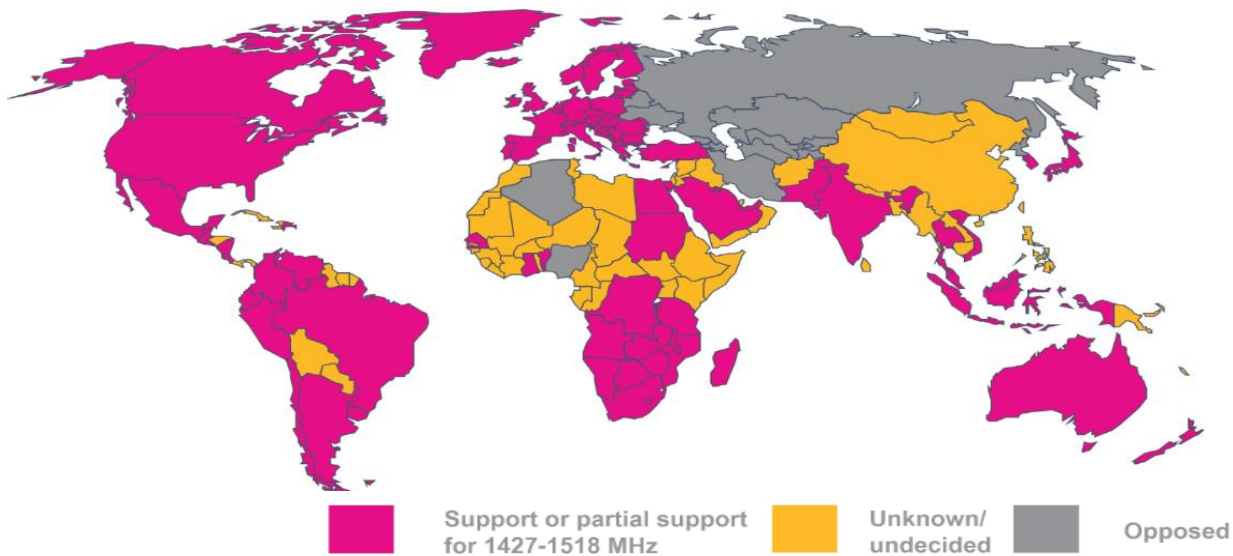 Support or partial support
for 1427-1518 MHz
Unknown/
undecided
Opposed